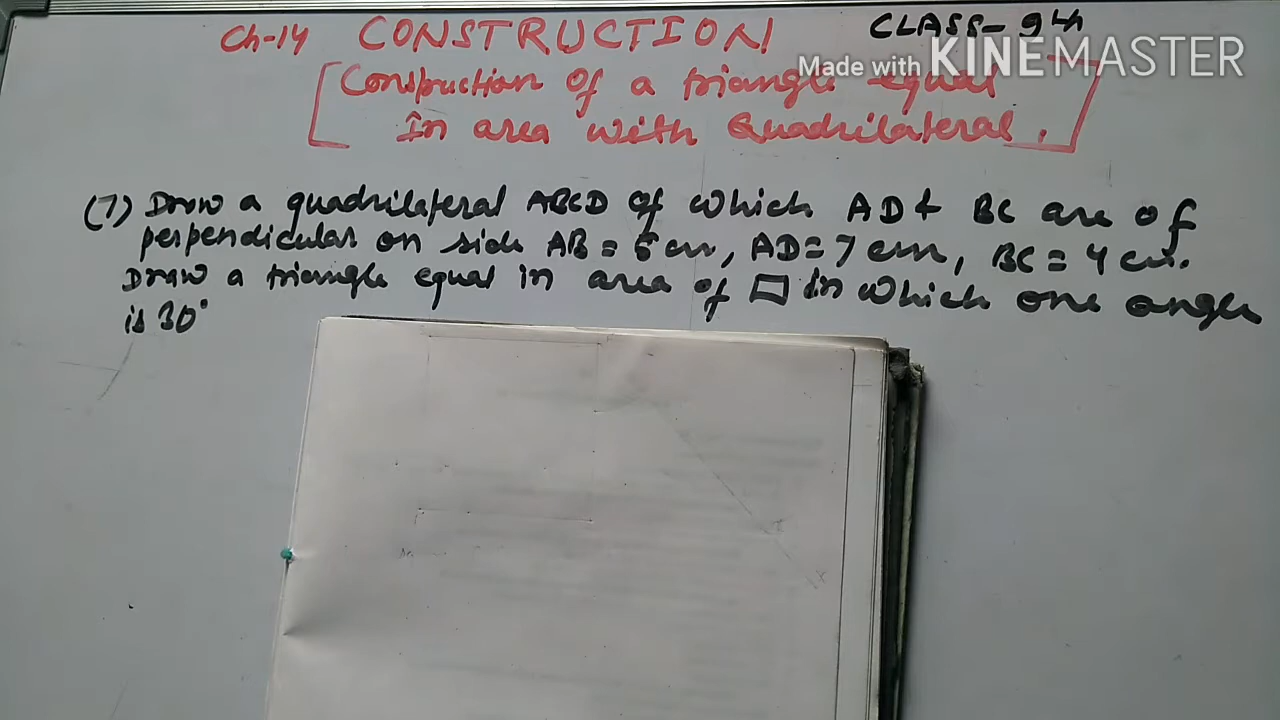 Ch-14 CONSTRUCTION CLASS-9th
Made with KINEMASTER
[Construction of a triangle equal
In area with Quadrilateral.]
(7) Draw a quadrilateral ABCD of which AD & BC are of
perpendicular on side AB = 6 cm, AD = 7 cm, BC = 4 cm.
Draw a triangle equal in area of ▱ in which one angle
is 30°